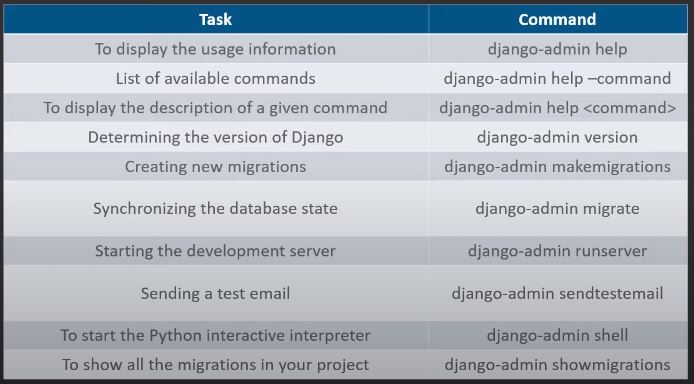 Task Command
To display the usage information django-admin help
List of available commands django-admin help –command
To display the description of a given command django-admin help <command>
Determining the version of Django django-admin version
Creating new migrations django-admin makemigrations
Synchronizing the database state django-admin migrate
Starting the development server django-admin runserver
Sending a test email django-admin sendtestemail
To start the Python interactive interpreter django-admin shell
To show all the migrations in your project django-admin showmigrations